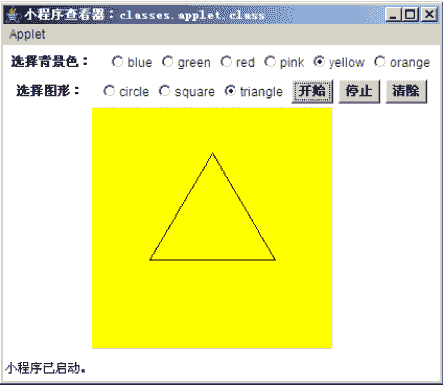 小程序查看器：classes.applet.class
Applet
选择背景色： blue green red pink yellow orange
选择图形： circle square triangle 开始 停止 清除
小程序已启动。